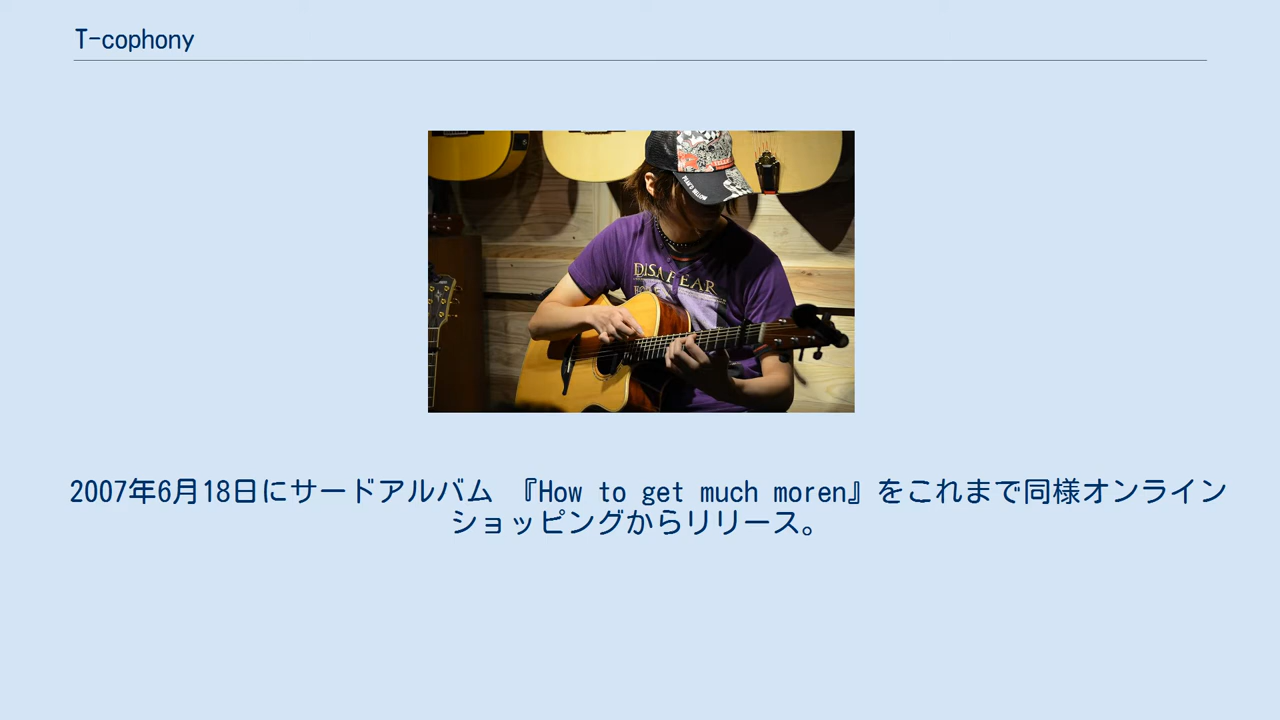 T-cophony
DISA
EAR
2007年6月18日にサードアルバム 『How to get much moren』をこれまで同様オンライン
ショッピングからリリース。